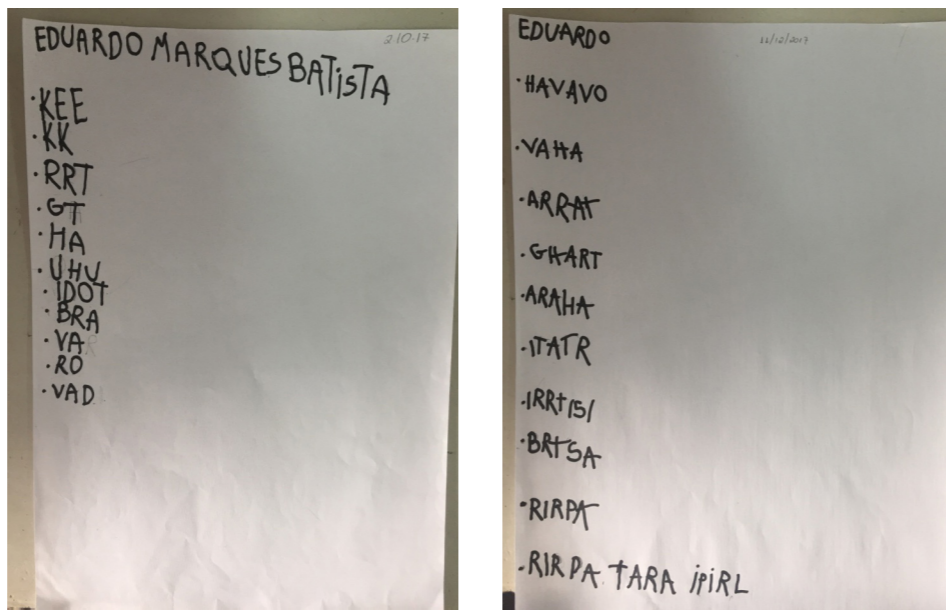 EDUARDO MARQUES BATISTA
2.10.17
·KEE
·KK
·RRT
·GT
·HA
·UHU
·IDOT
·BRA
·VA
·RO
·VAD
EDUARDO
11/12/2017
·HAVAVO
·VAHA
·ARRAT
·GHART
·ARAHA
·ITATR
·IRRTISI
·BRTSA
·RIRPA
·RIRPA TARA iPiRL